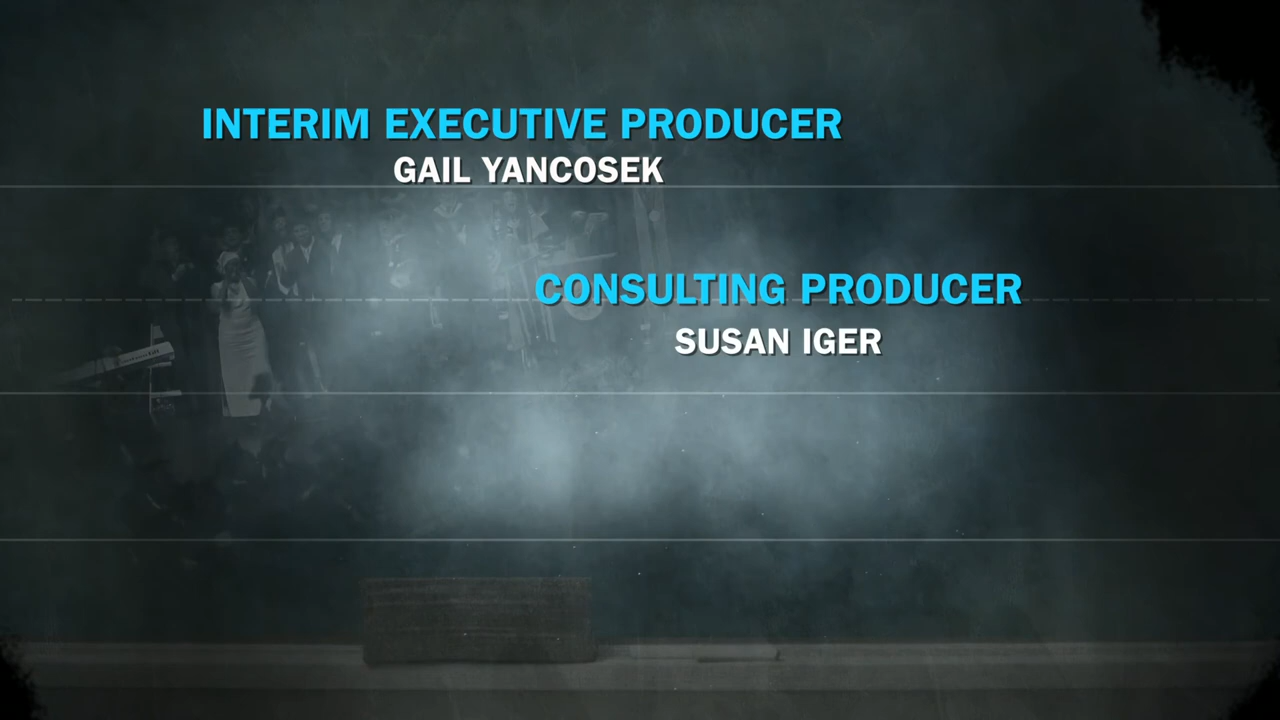 INTERIM EXECUTIVE PRODUCER
GAIL YANCOSEK
CONSULTING PRODUCER
SUSAN IGER